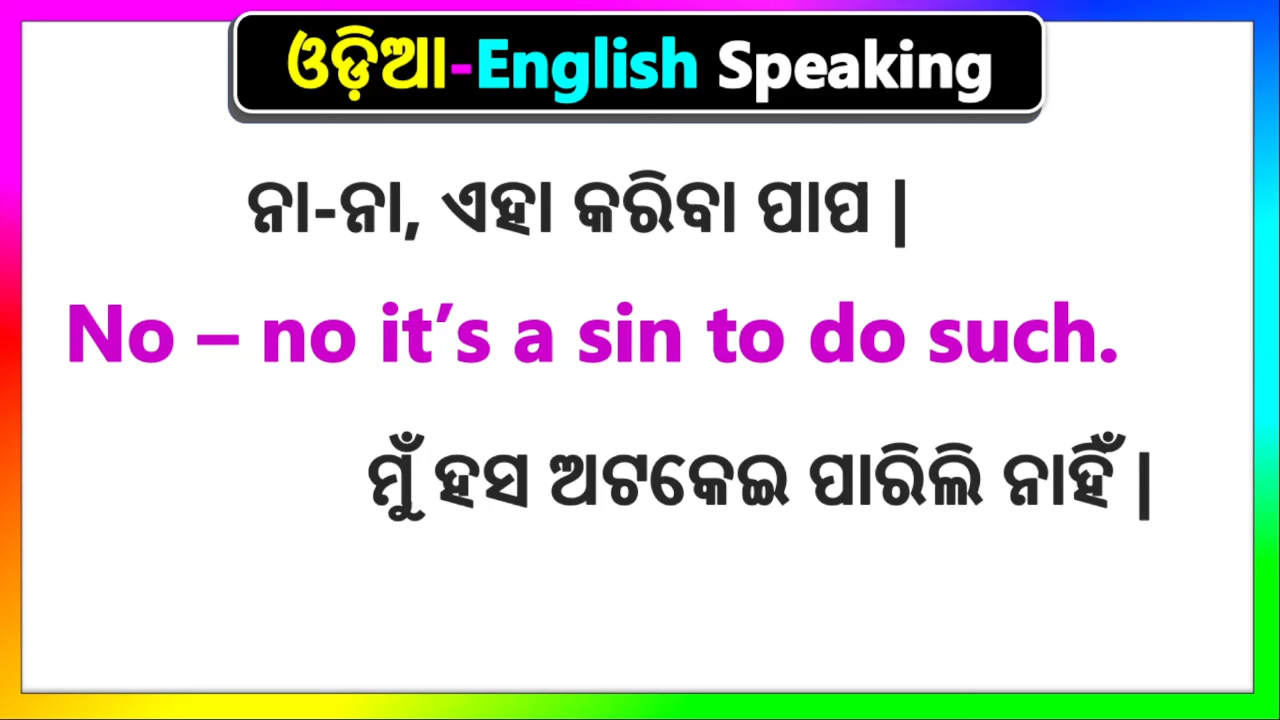 ଓଡ଼ିଆ-English Speaking
ନା-ନା, ଏହା କରିବା ପାପ |
No – no it’s a sin to do such.
ମୁଁ ହସ ଅଟକେଇ ପାରିଲି ନାହିଁ |